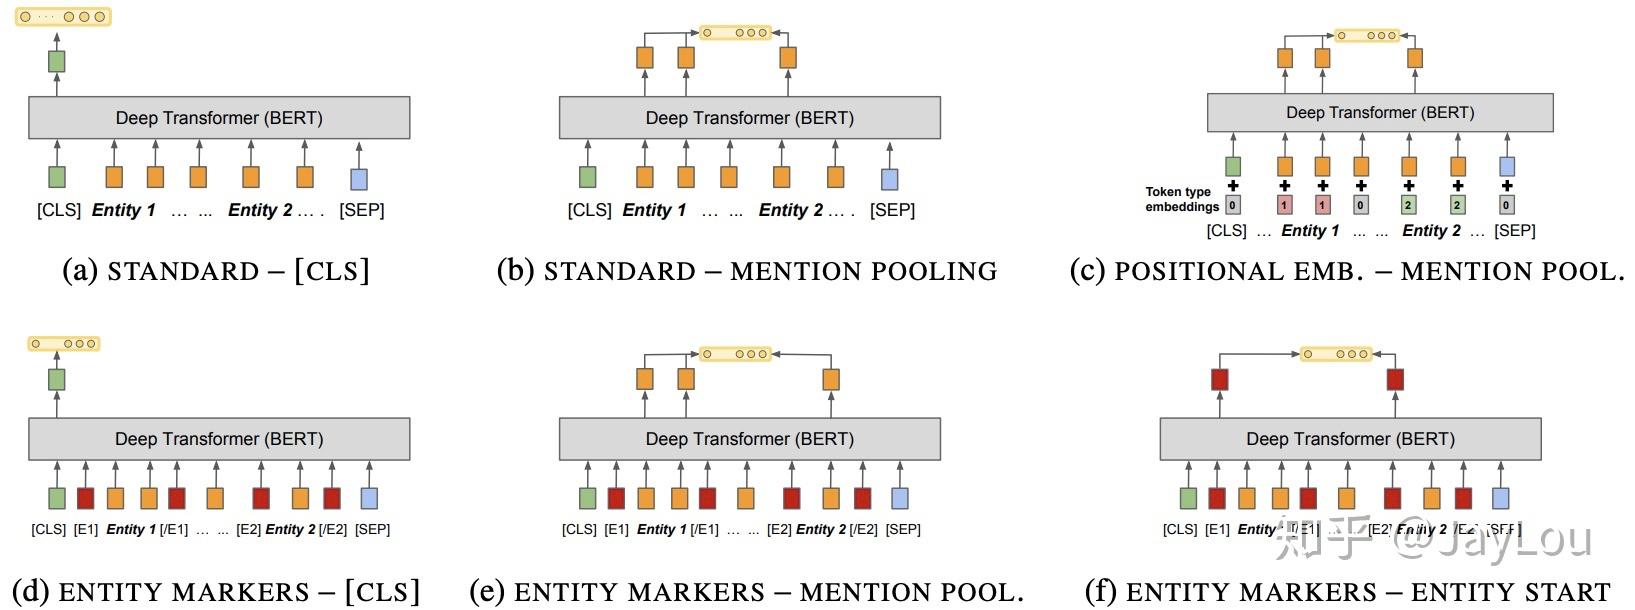 Deep Transformer (BERT)
[CLS] Entity 1 ... ... Entity 2 ... . [SEP]
(a) STANDARD – [CLS]
Deep Transformer (BERT)
[CLS] Entity 1 ... ... Entity 2 ... . [SEP]
(b) STANDARD – MENTION POOLING
Deep Transformer (BERT)
Token type
embeddings 0 1 1 0 2 2 0
[CLS] ... Entity 1 ... ... Entity 2 ... [SEP]
(c) POSITIONAL EMB. – MENTION POOL.
Deep Transformer (BERT)
[CLS] [E1] Entity 1 [/E1] ... ... [E2] Entity 2 [/E2] [SEP]
(d) ENTITY MARKERS – [CLS]
Deep Transformer (BERT)
[CLS] [E1] Entity 1 [/E1] ... ... [E2] Entity 2 [/E2] [SEP]
(e) ENTITY MARKERS – MENTION POOL.
Deep Transformer (BERT)
[CLS] [E1] Entity 1 [/E1] ... ... [E2] Entity 2 [/E2] [SEP]
知乎 @JayLou
(f) ENTITY MARKERS – ENTITY START